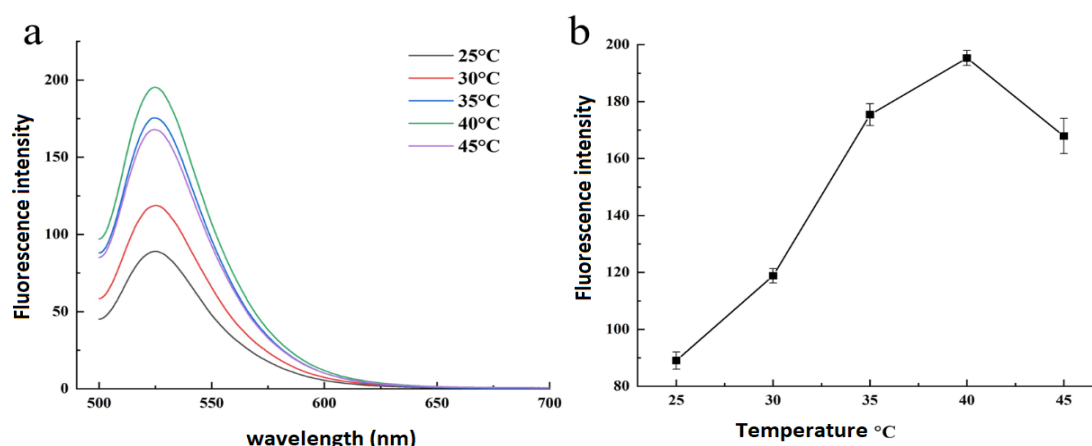 a
25°C
30°C
35°C
40°C
45°C
200
150
100
50
0
Fluorescence intensity
500
550
600
650
700
wavelength (nm)
b
200
180
160
140
120
100
80
Fluorescence intensity
25
30
35
40
45
Temperature °C